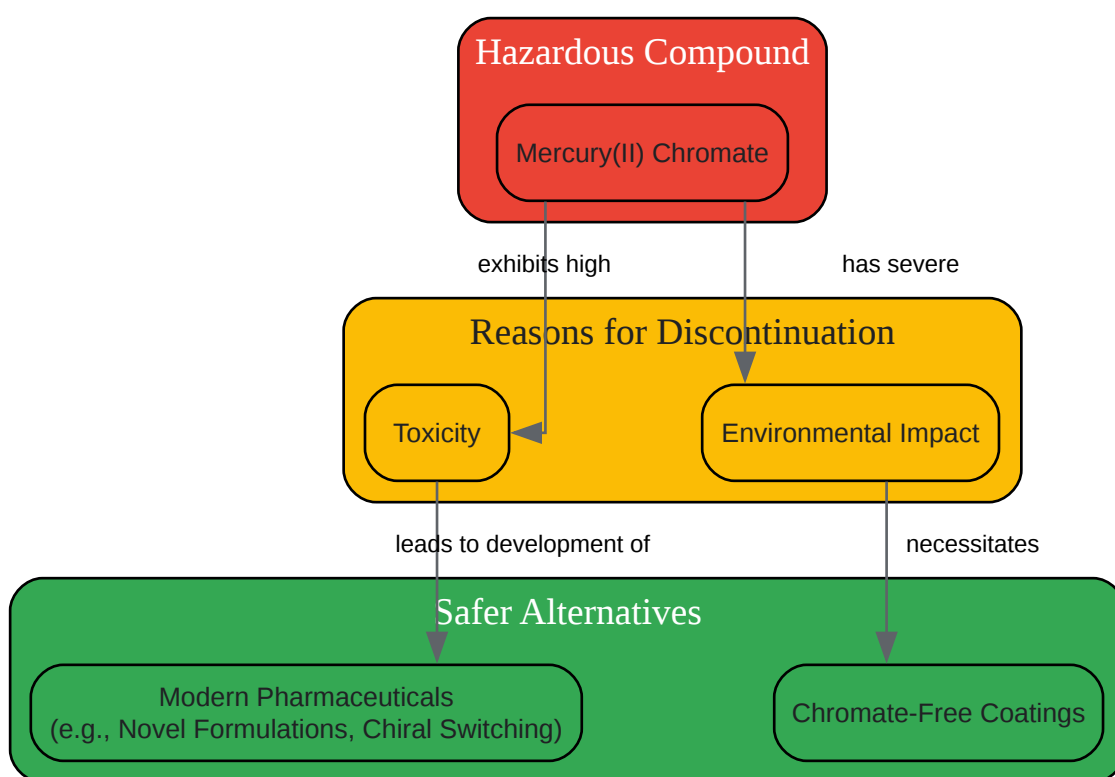 Hazardous Compound
Mercury(II) Chromate
exhibits high
has severe
Reasons for Discontinuation
Toxicity
Environmental Impact
leads to development of
necessitates
Safer Alternatives
Modern Pharmaceuticals
(e.g., Novel Formulations, Chiral Switching)
Chromate-Free Coatings